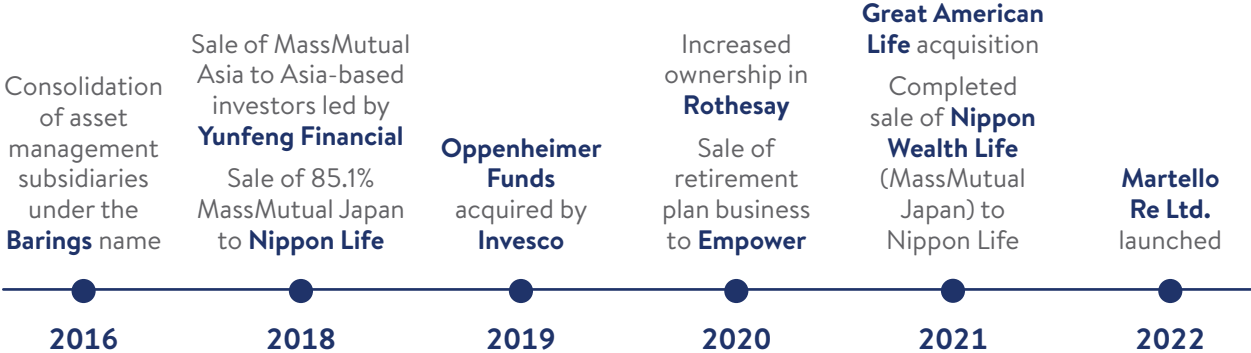 Consolidation
of asset
management
subsidiaries
under the
Barings name
2016
Sale of MassMutual
Asia to Asia-based
investors led by
Yunfeng Financial
Sale of 85.1%
MassMutual Japan
to Nippon Life
2018
Oppenheimer
Funds
acquired by
Invesco
2019
Increased
ownership in
Rothesay
Sale of
retirement
plan business
to Empower
2020
Great American
Life acquisition
Completed
sale of Nippon
Wealth Life
(MassMutual
Japan) to
Nippon Life
2021
Martello
Re Ltd.
launched
2022